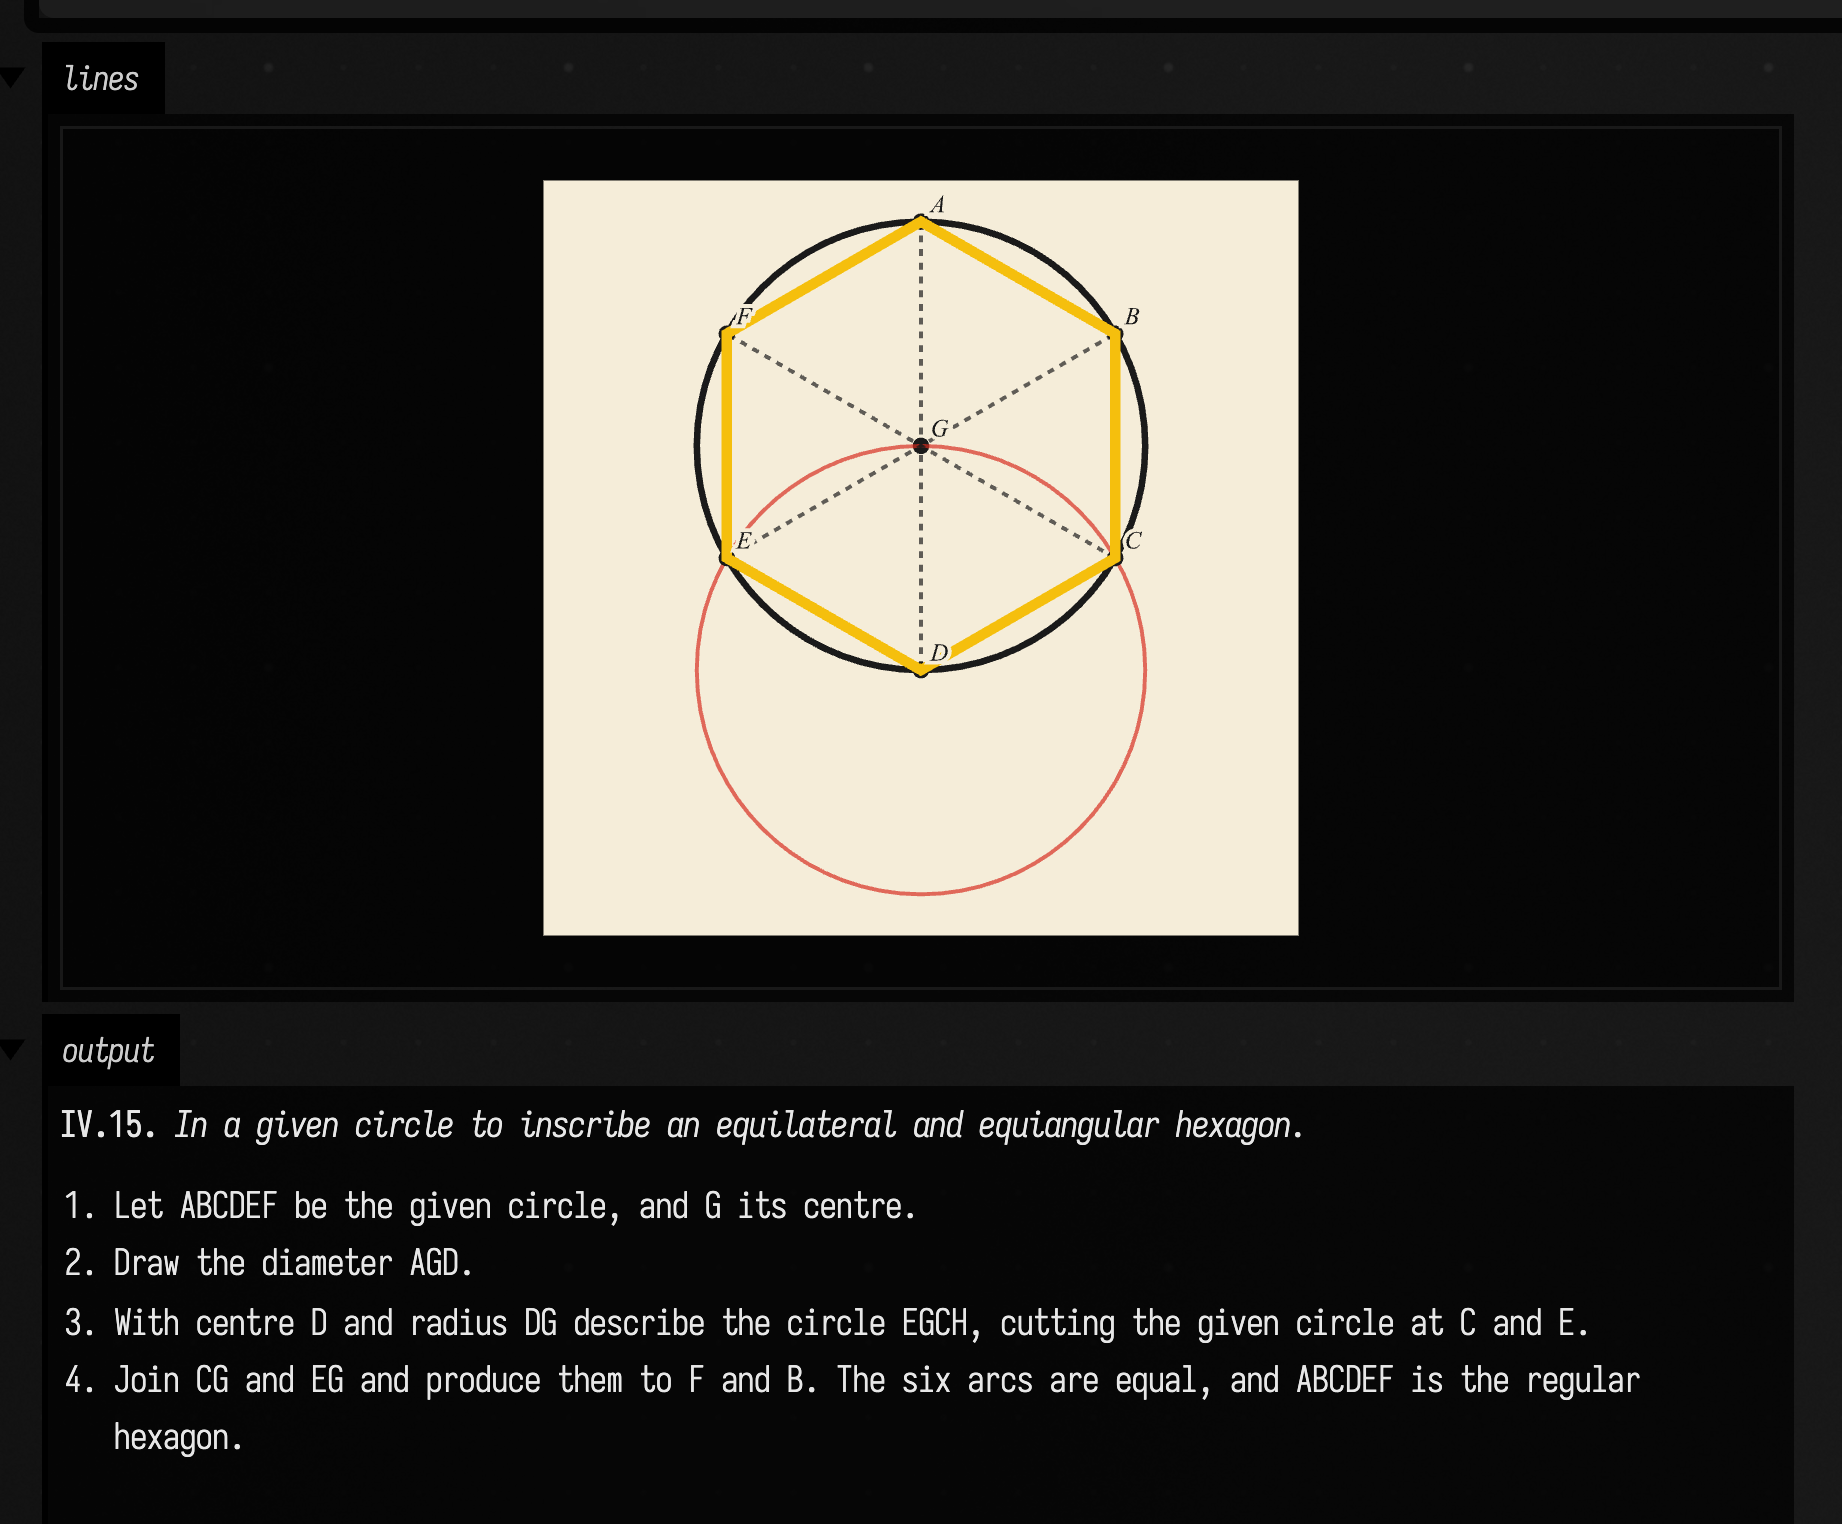 lines
A
F
B
G
E
C
D
output
IV.15. In a given circle to inscribe an equilateral and equiangular hexagon.
1. Let ABCDEF be the given circle, and G its centre.
2. Draw the diameter AGD.
3. With centre D and radius DG describe the circle EGCH, cutting the given circle at C and E.
4. Join CG and EG and produce them to F and B. The six arcs are equal, and ABCDEF is the regular
hexagon.